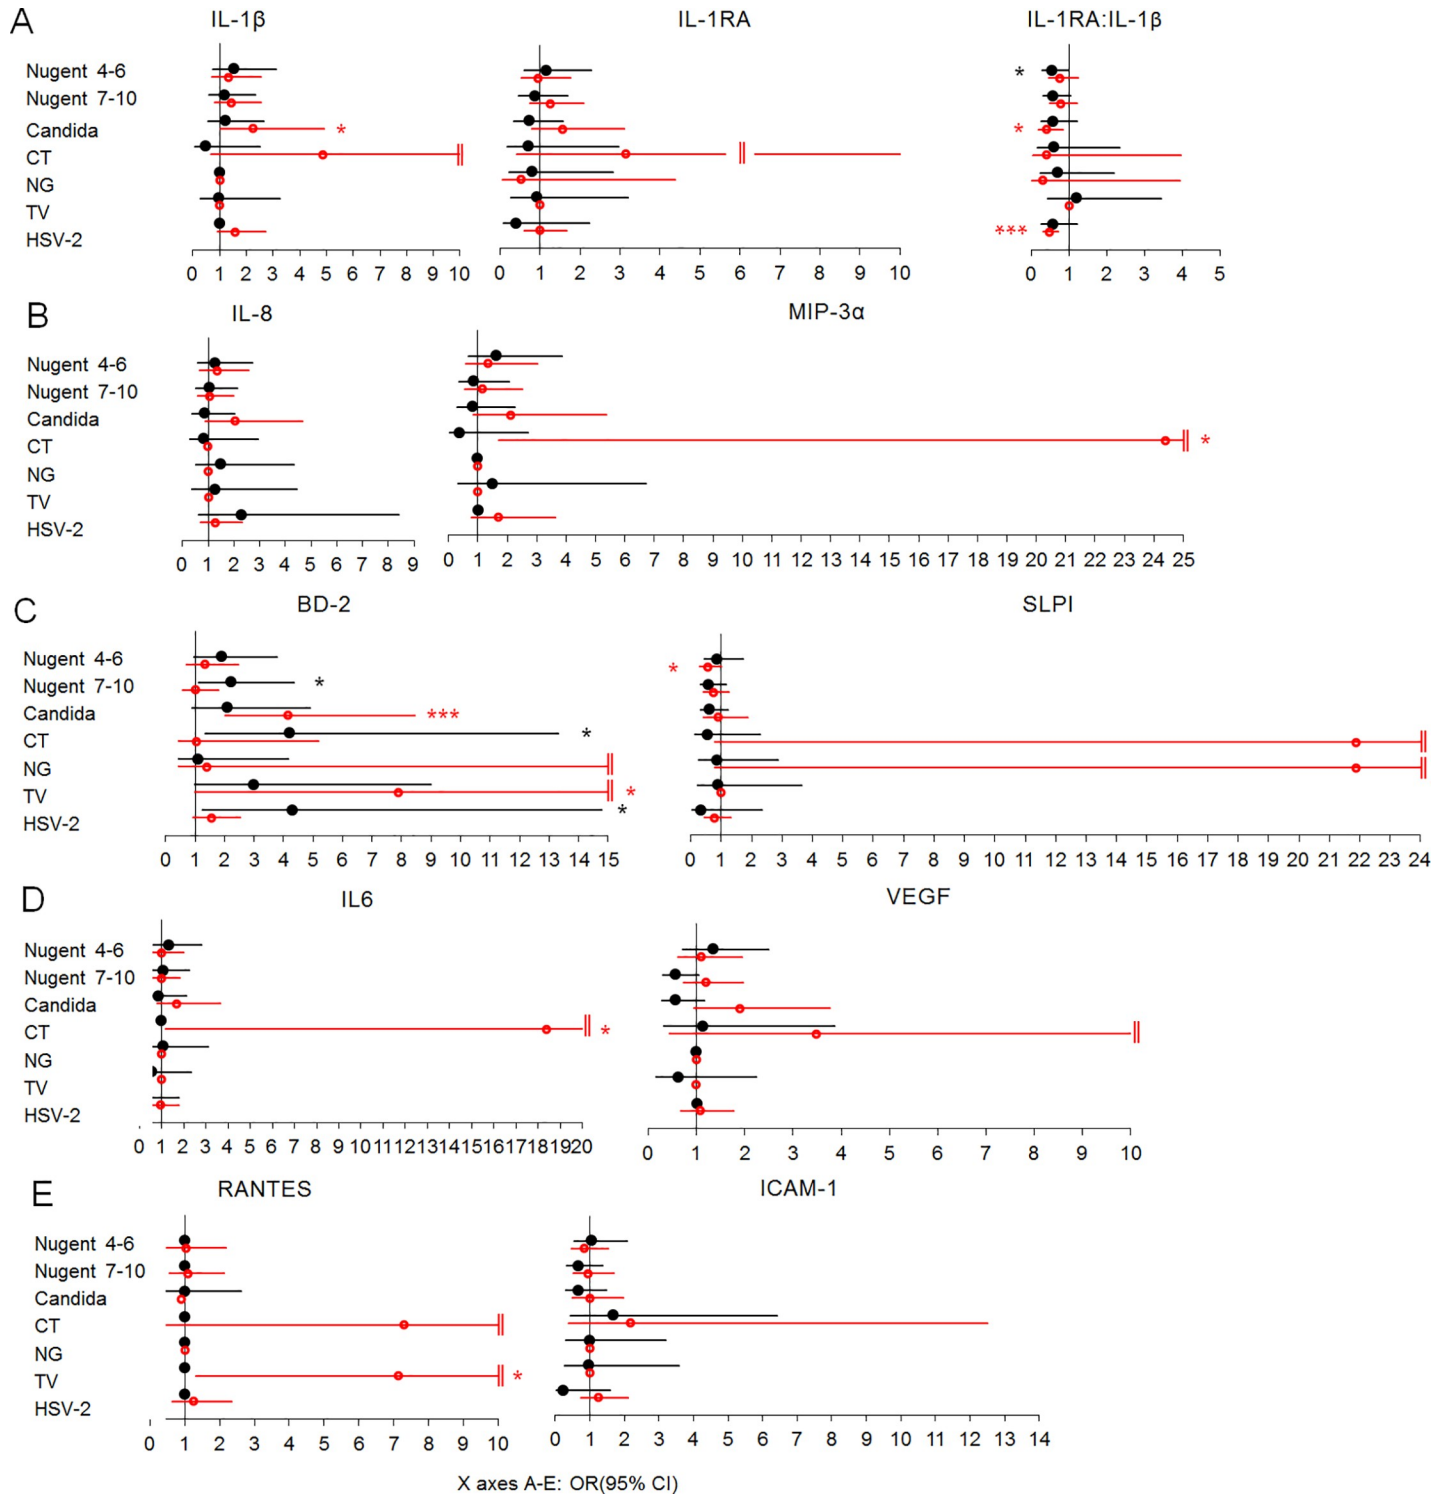 A IL-1β IL-1RA IL-1RA:IL-1β
Nugent 4-6 *
Nugent 7-10
Candida * *
CT
NG
TV
HSV-2 ***
0 1 2 3 4 5 6 7 8 9 10 0 1 2 3 4 5 6 7 8 9 10 0 1 2 3 4 5
B IL-8 MIP-3α
Nugent 4-6
Nugent 7-10
Candida
CT *
NG
TV
HSV-2
0 1 2 3 4 5 6 7 8 9 0 1 2 3 4 5 6 7 8 9 10 11 12 13 14 15 16 17 18 19 20 21 22 23 24 25
C BD-2 SLPI
Nugent 4-6 *
Nugent 7-10 *
Candida ***
CT *
NG
TV *
HSV-2 *
0 1 2 3 4 5 6 7 8 9 10 11 12 13 14 15 0 1 2 3 4 5 6 7 8 9 10 11 12 13 14 15 16 17 18 19 20 21 22 23 24
D IL6 VEGF
Nugent 4-6
Nugent 7-10
Candida
CT *
NG
TV
HSV-2
0 1 2 3 4 5 6 7 8 9 10 11 12 13 14 15 16 17 18 19 20 0 1 2 3 4 5 6 7 8 9 10
E RANTES ICAM-1
Nugent 4-6
Nugent 7-10
Candida
CT
NG
TV *
HSV-2
0 1 2 3 4 5 6 7 8 9 10 0 1 2 3 4 5 6 7 8 9 10 11 12 13 14
X axes A-E: OR(95% CI)